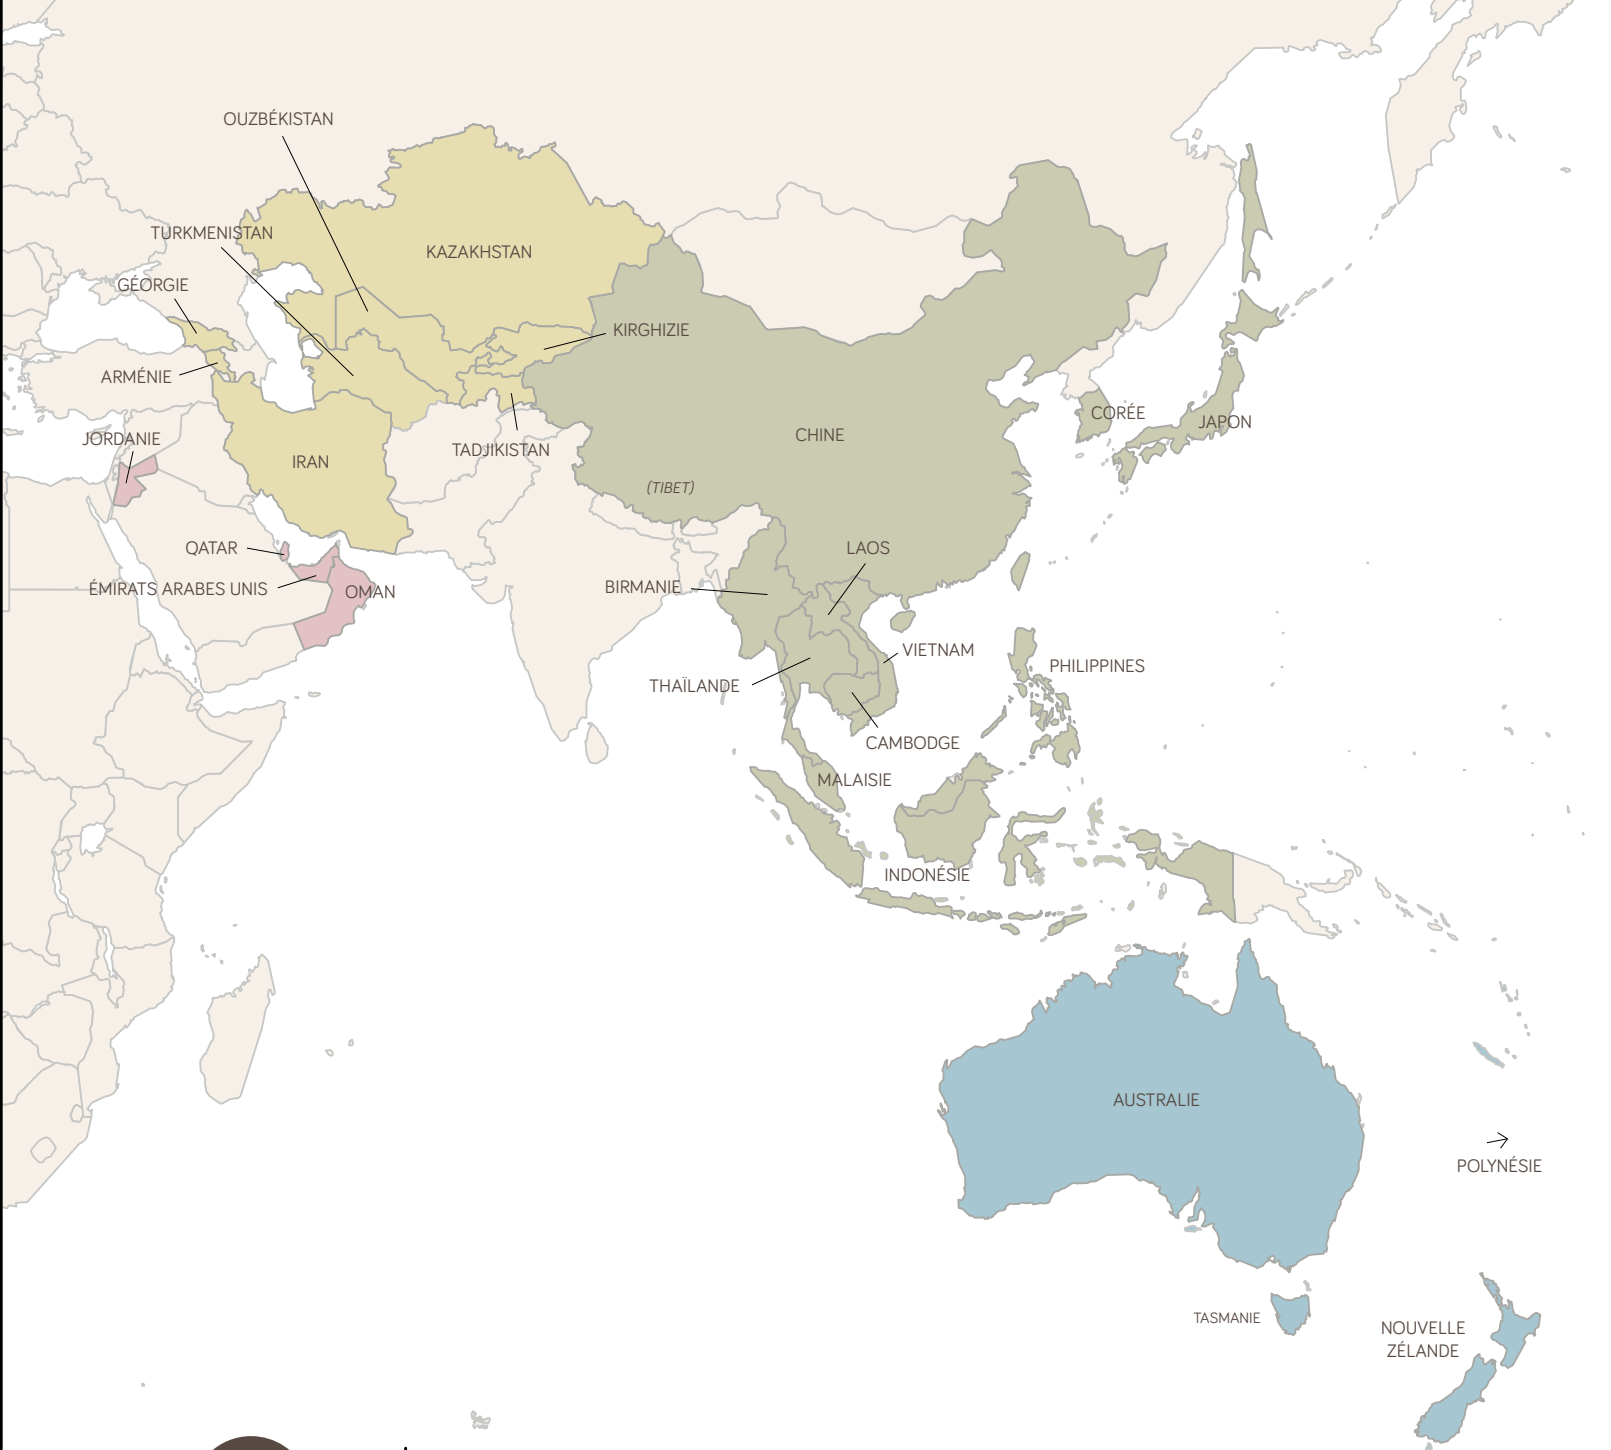 OUZBÉKISTAN
TURKMENISTAN
KAZAKHSTAN
GÉORGIE
KIRGHIZIE
ARMÉNIE
CORÉE
JAPON
CHINE
JORDANIE
TADJIKISTAN
IRAN
(TIBET)
QATAR
LAOS
ÉMIRATS ARABES UNIS
OMAN
BIRMANIE
VIETNAM
PHILIPPINES
THAÏLANDE
CAMBODGE
MALAISIE
INDONÉSIE
AUSTRALIE
POLYNÉSIE
TASMANIE
NOUVELLE
ZÉLANDE